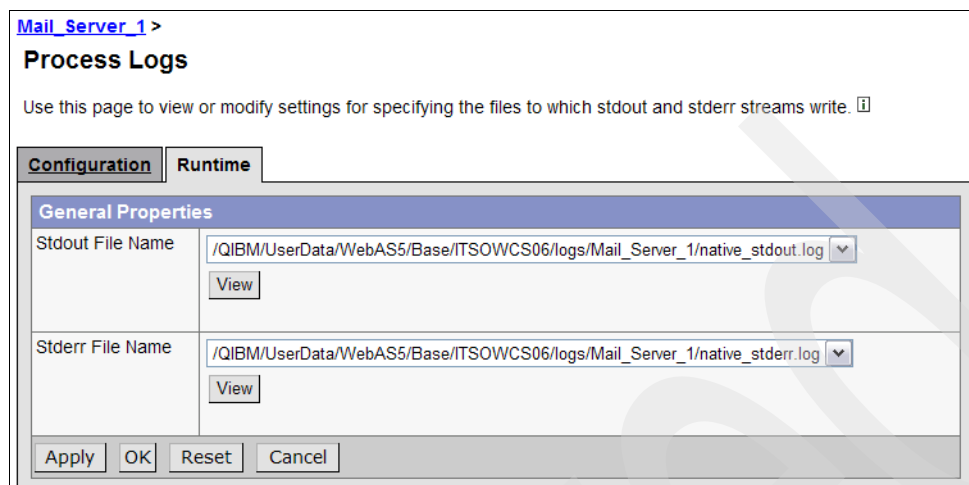 Mail_Server_1 >
Process Logs
Use this page to view or modify settings for specifying the files to which stdout and stderr streams write. i
Configuration Runtime
General Properties
Stdout File Name /QIBM/UserData/WebAS5/Base/ITSOWCS06/logs/Mail_Server_1/native_stdout.log
View
Stderr File Name /QIBM/UserData/WebAS5/Base/ITSOWCS06/logs/Mail_Server_1/native_stderr.log
View
Apply OK Reset Cancel